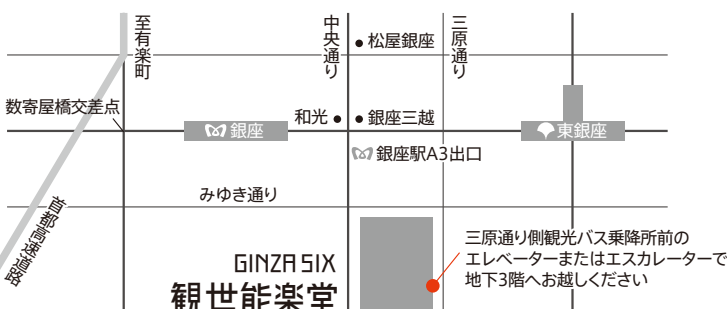 至有楽町
中央通り
三原通り
松屋銀座
数寄屋橋交差点
和光
銀座三越
銀座
東銀座
銀座駅A3出口
みゆき通り
首都高速道路
三原通り側観光バス乗降所前の
エレベーターまたはエスカレーターで
地下3階へお越しください
GINZA SIX
観世能楽堂